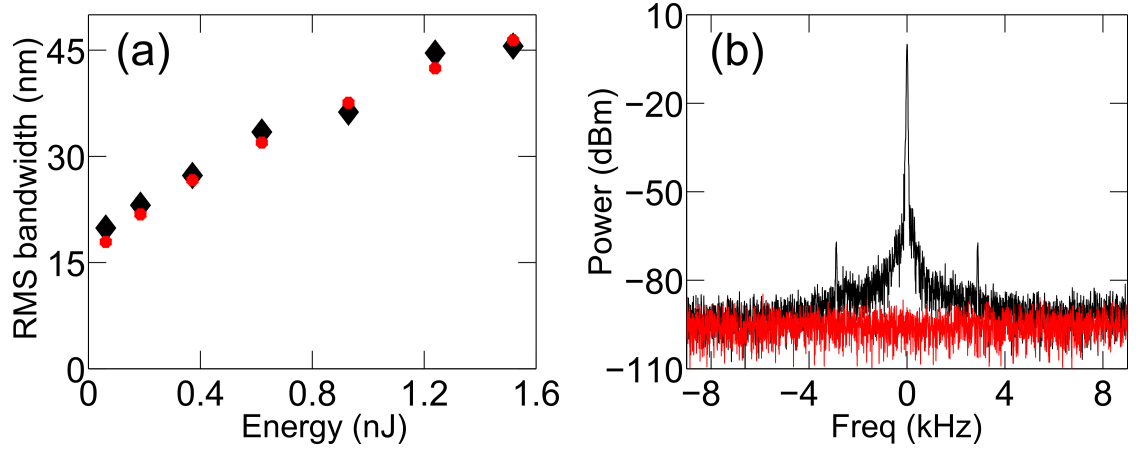 (a)
RMS bandwidth (nm)
45
30
15
0
0 0.4 0.8 1.2 1.6
Energy (nJ)
(b)
Power (dBm)
10
−20
−50
−80
−110
−8 −4 0 4 8
Freq (kHz)